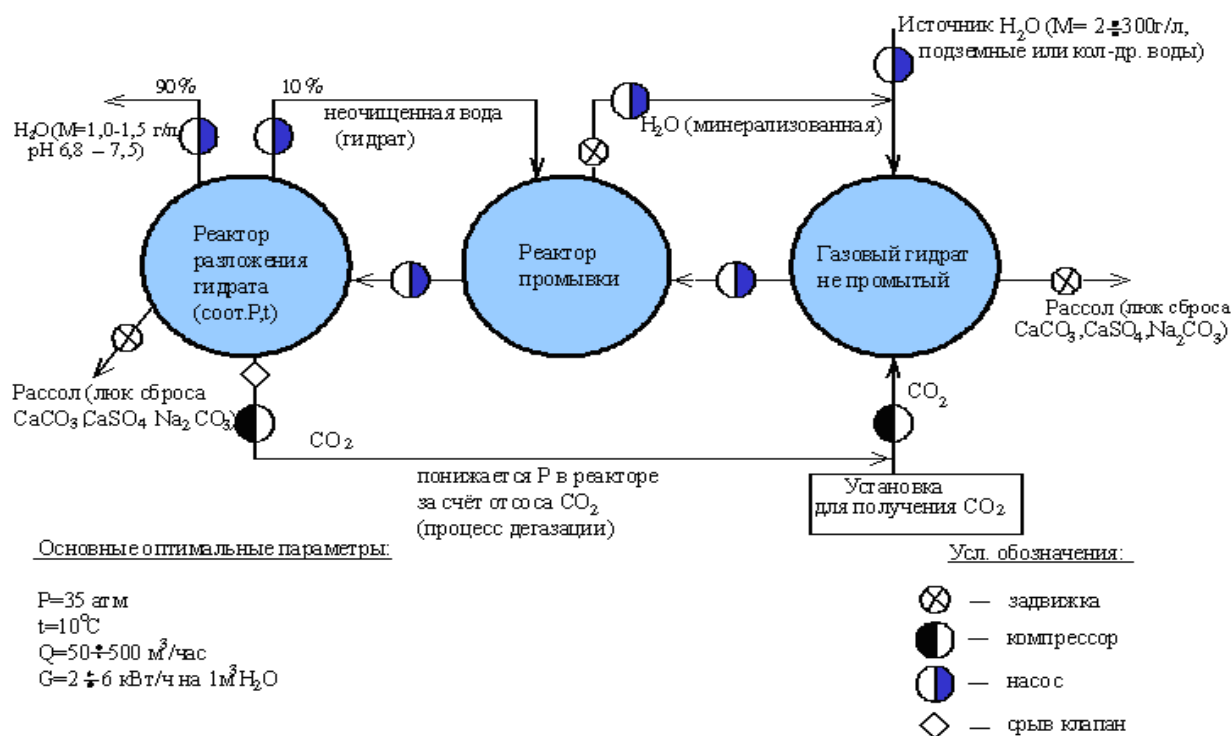 Источник H₂O (М= 2÷300г/л,
подземные или кол-др. воды)
90%
10%
неочищенная вода
(гидрат)
H₂O (минерализованная)
H₂O(М=1,0-1,5 г/л,
pH 6,8 – 7,5)
Реактор
разложения
гидрата
(соот.P,t)
Реактор
промывки
Газовый гидрат
не промытый
Рассол (люк сброса
CaCO₃,CaSO₄,Na₂CO₃)
Рассол (люк сброса
CaCO₃,CaSO₄ Na₂ CO₃)
CO₂
CO₂
понижается P в реакторе
за счёт отсоса CO₂
(процесс дегазации)
Установка
для получения CO₂
Основные оптимальные параметры:
P=35 атм
t=10°C
Q=50÷500 м³/час
G=2÷6 кВт/ч на 1м³H₂O
Усл. обозначения:
— задвижка
— компрессор
— насос
— срыв клапан